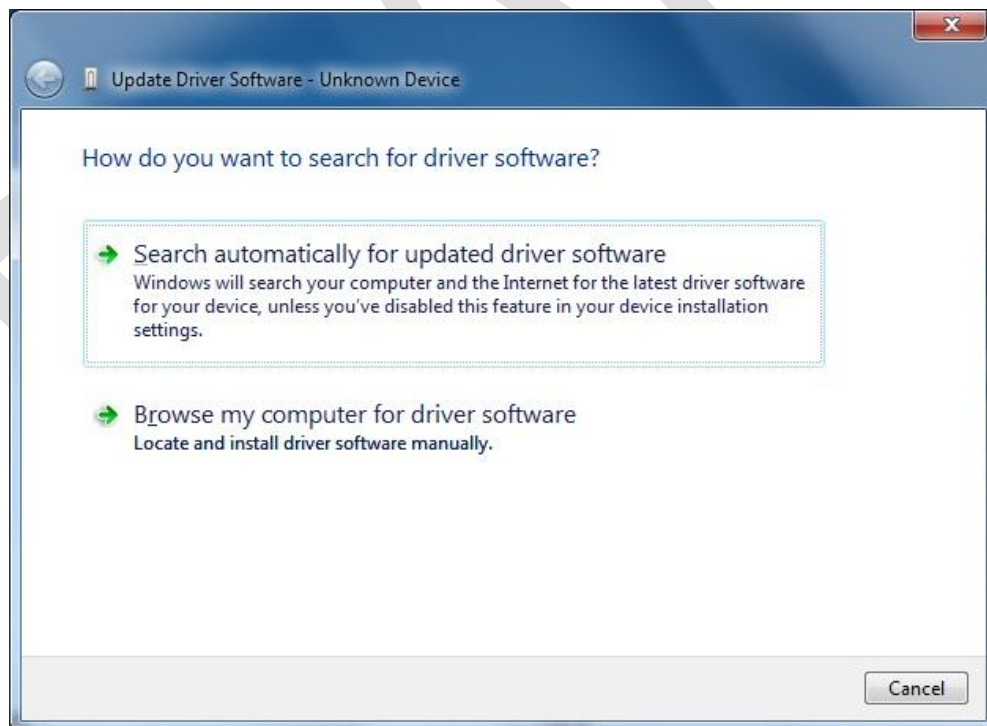 Update Driver Software - Unknown Device
How do you want to search for driver software?
Search automatically for updated driver software
Windows will search your computer and the Internet for the latest driver software
for your device, unless you've disabled this feature in your device installation
settings.
Browse my computer for driver software
Locate and install driver software manually.
Cancel